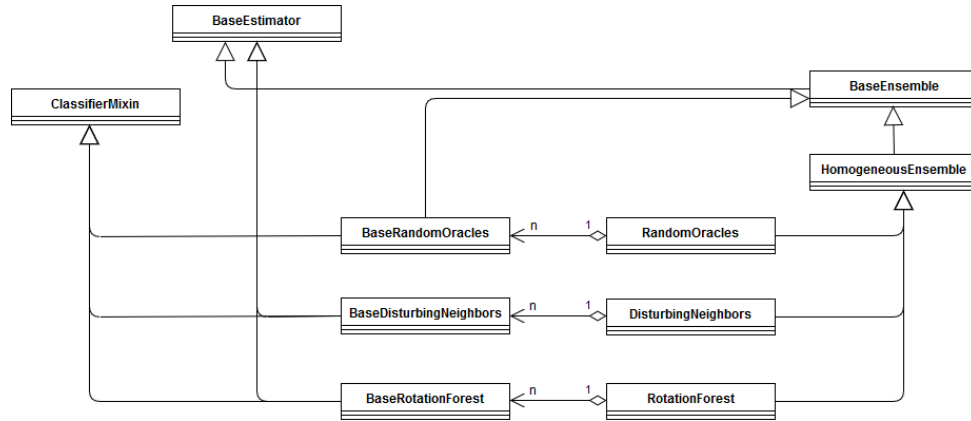 BaseEstimator
BaseEnsemble
ClassifierMixin
HomogeneousEnsemble
BaseRandomOracles
n
1
RandomOracles
BaseDisturbingNeighbors
n
1
DisturbingNeighbors
BaseRotationForest
n
1
RotationForest